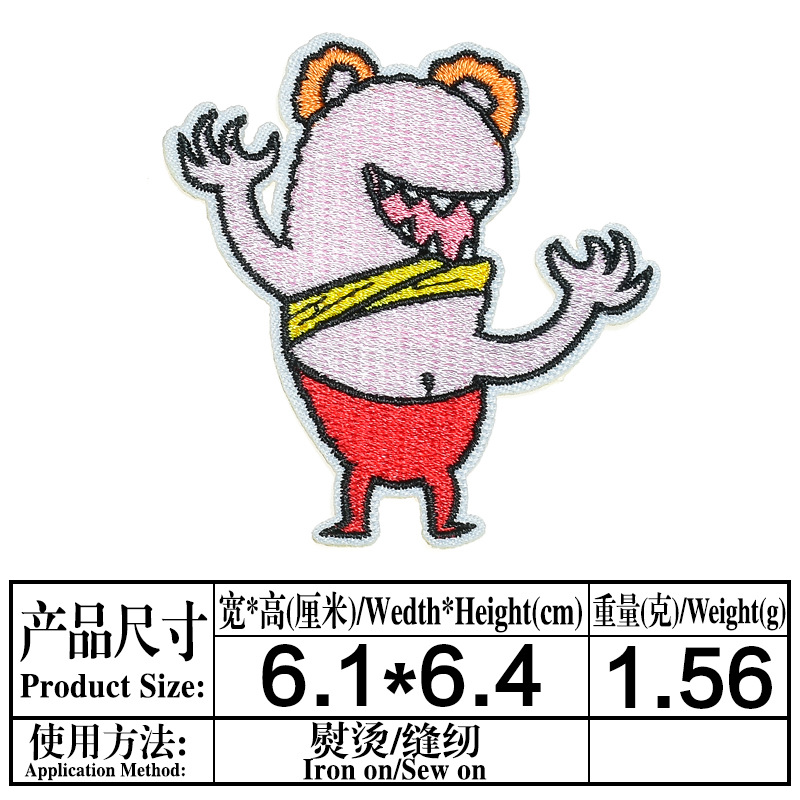 产品尺寸
Product Size:
宽*高(厘米)/Wedth*Height(cm)
重量(克)/Weight(g)
6.1*6.4
1.56
使用方法:
Application Method:
熨烫/缝纫
Iron on/Sew on